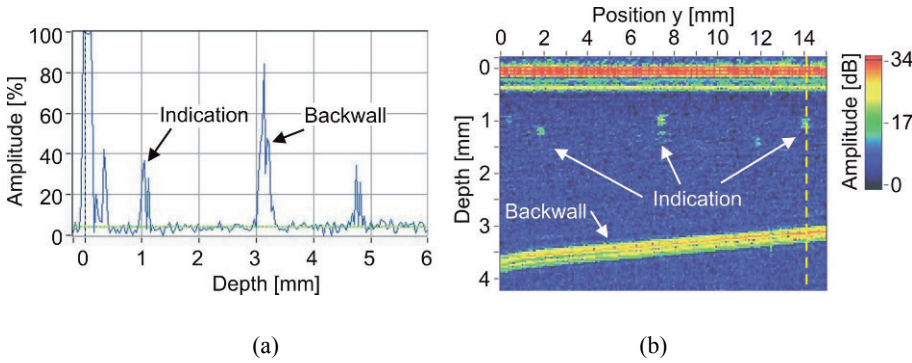 100
80
60
40
20
0
Amplitude [%]
Indication
Backwall
0 1 2 3 4 5 6
Depth [mm]
(a)
Position y [mm]
0 2 4 6 8 10 12 14
0
1
2
3
4
Depth [mm]
Indication
Backwall
Amplitude [dB]
34
17
0
(b)